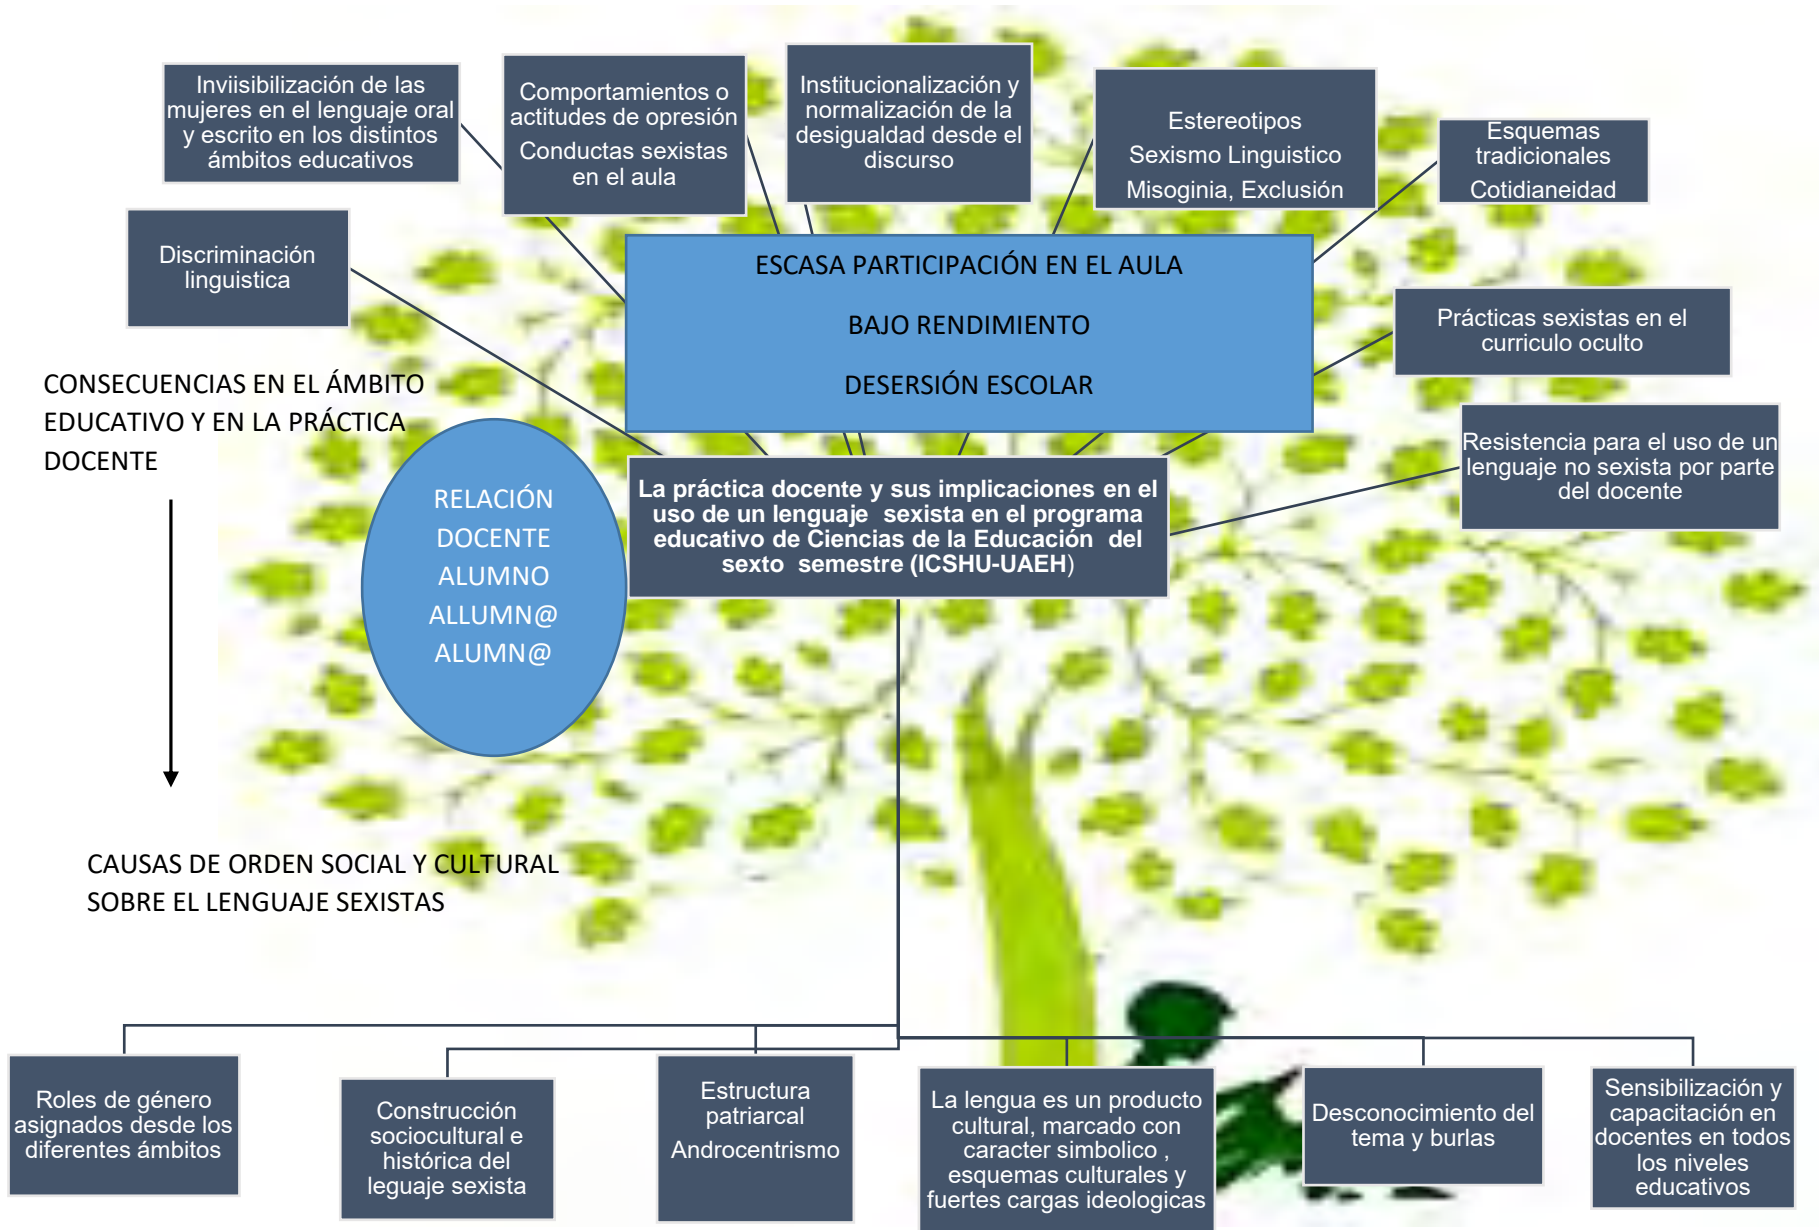 Inviisibilización de las
mujeres en el lenguaje oral
y escrito en los distintos
ámbitos educativos
Comportamientos o
actitudes de opresión
Conductas sexistas
en el aula
Institucionalización y
normalización de la
desigualdad desde el
discurso
Estereotipos
Sexismo Linguistico
Misoginia, Exclusión
Esquemas
tradicionales
Cotidianeidad
Discriminación
linguistica
ESCASA PARTICIPACIÓN EN EL AULA
BAJO RENDIMIENTO
DESERSIÓN ESCOLAR
Prácticas sexistas en el
curriculo oculto
CONSECUENCIAS EN EL ÁMBITO
EDUCATIVO Y EN LA PRÁCTICA
DOCENTE
Resistencia para el uso de un
lenguaje no sexista por parte
del docente
RELACIÓN
DOCENTE
ALUMNO
ALLUMN@
ALUMN@
La práctica docente y sus implicaciones en el
uso de un lenguaje sexista en el programa
educativo de Ciencias de la Educación del
sexto semestre (ICSHU-UAEH)
CAUSAS DE ORDEN SOCIAL Y CULTURAL
SOBRE EL LENGUAJE SEXISTAS
Roles de género
asignados desde los
diferentes ámbitos
Construcción
sociocultural e
histórica del
leguaje sexista
Estructura
patriarcal
Androcentrismo
La lengua es un producto
cultural, marcado con
caracter simbolico ,
esquemas culturales y
fuertes cargas ideologicas
Desconocimiento del
tema y burlas
Sensibilización y
capacitación en
docentes en todos
los niveles
educativos